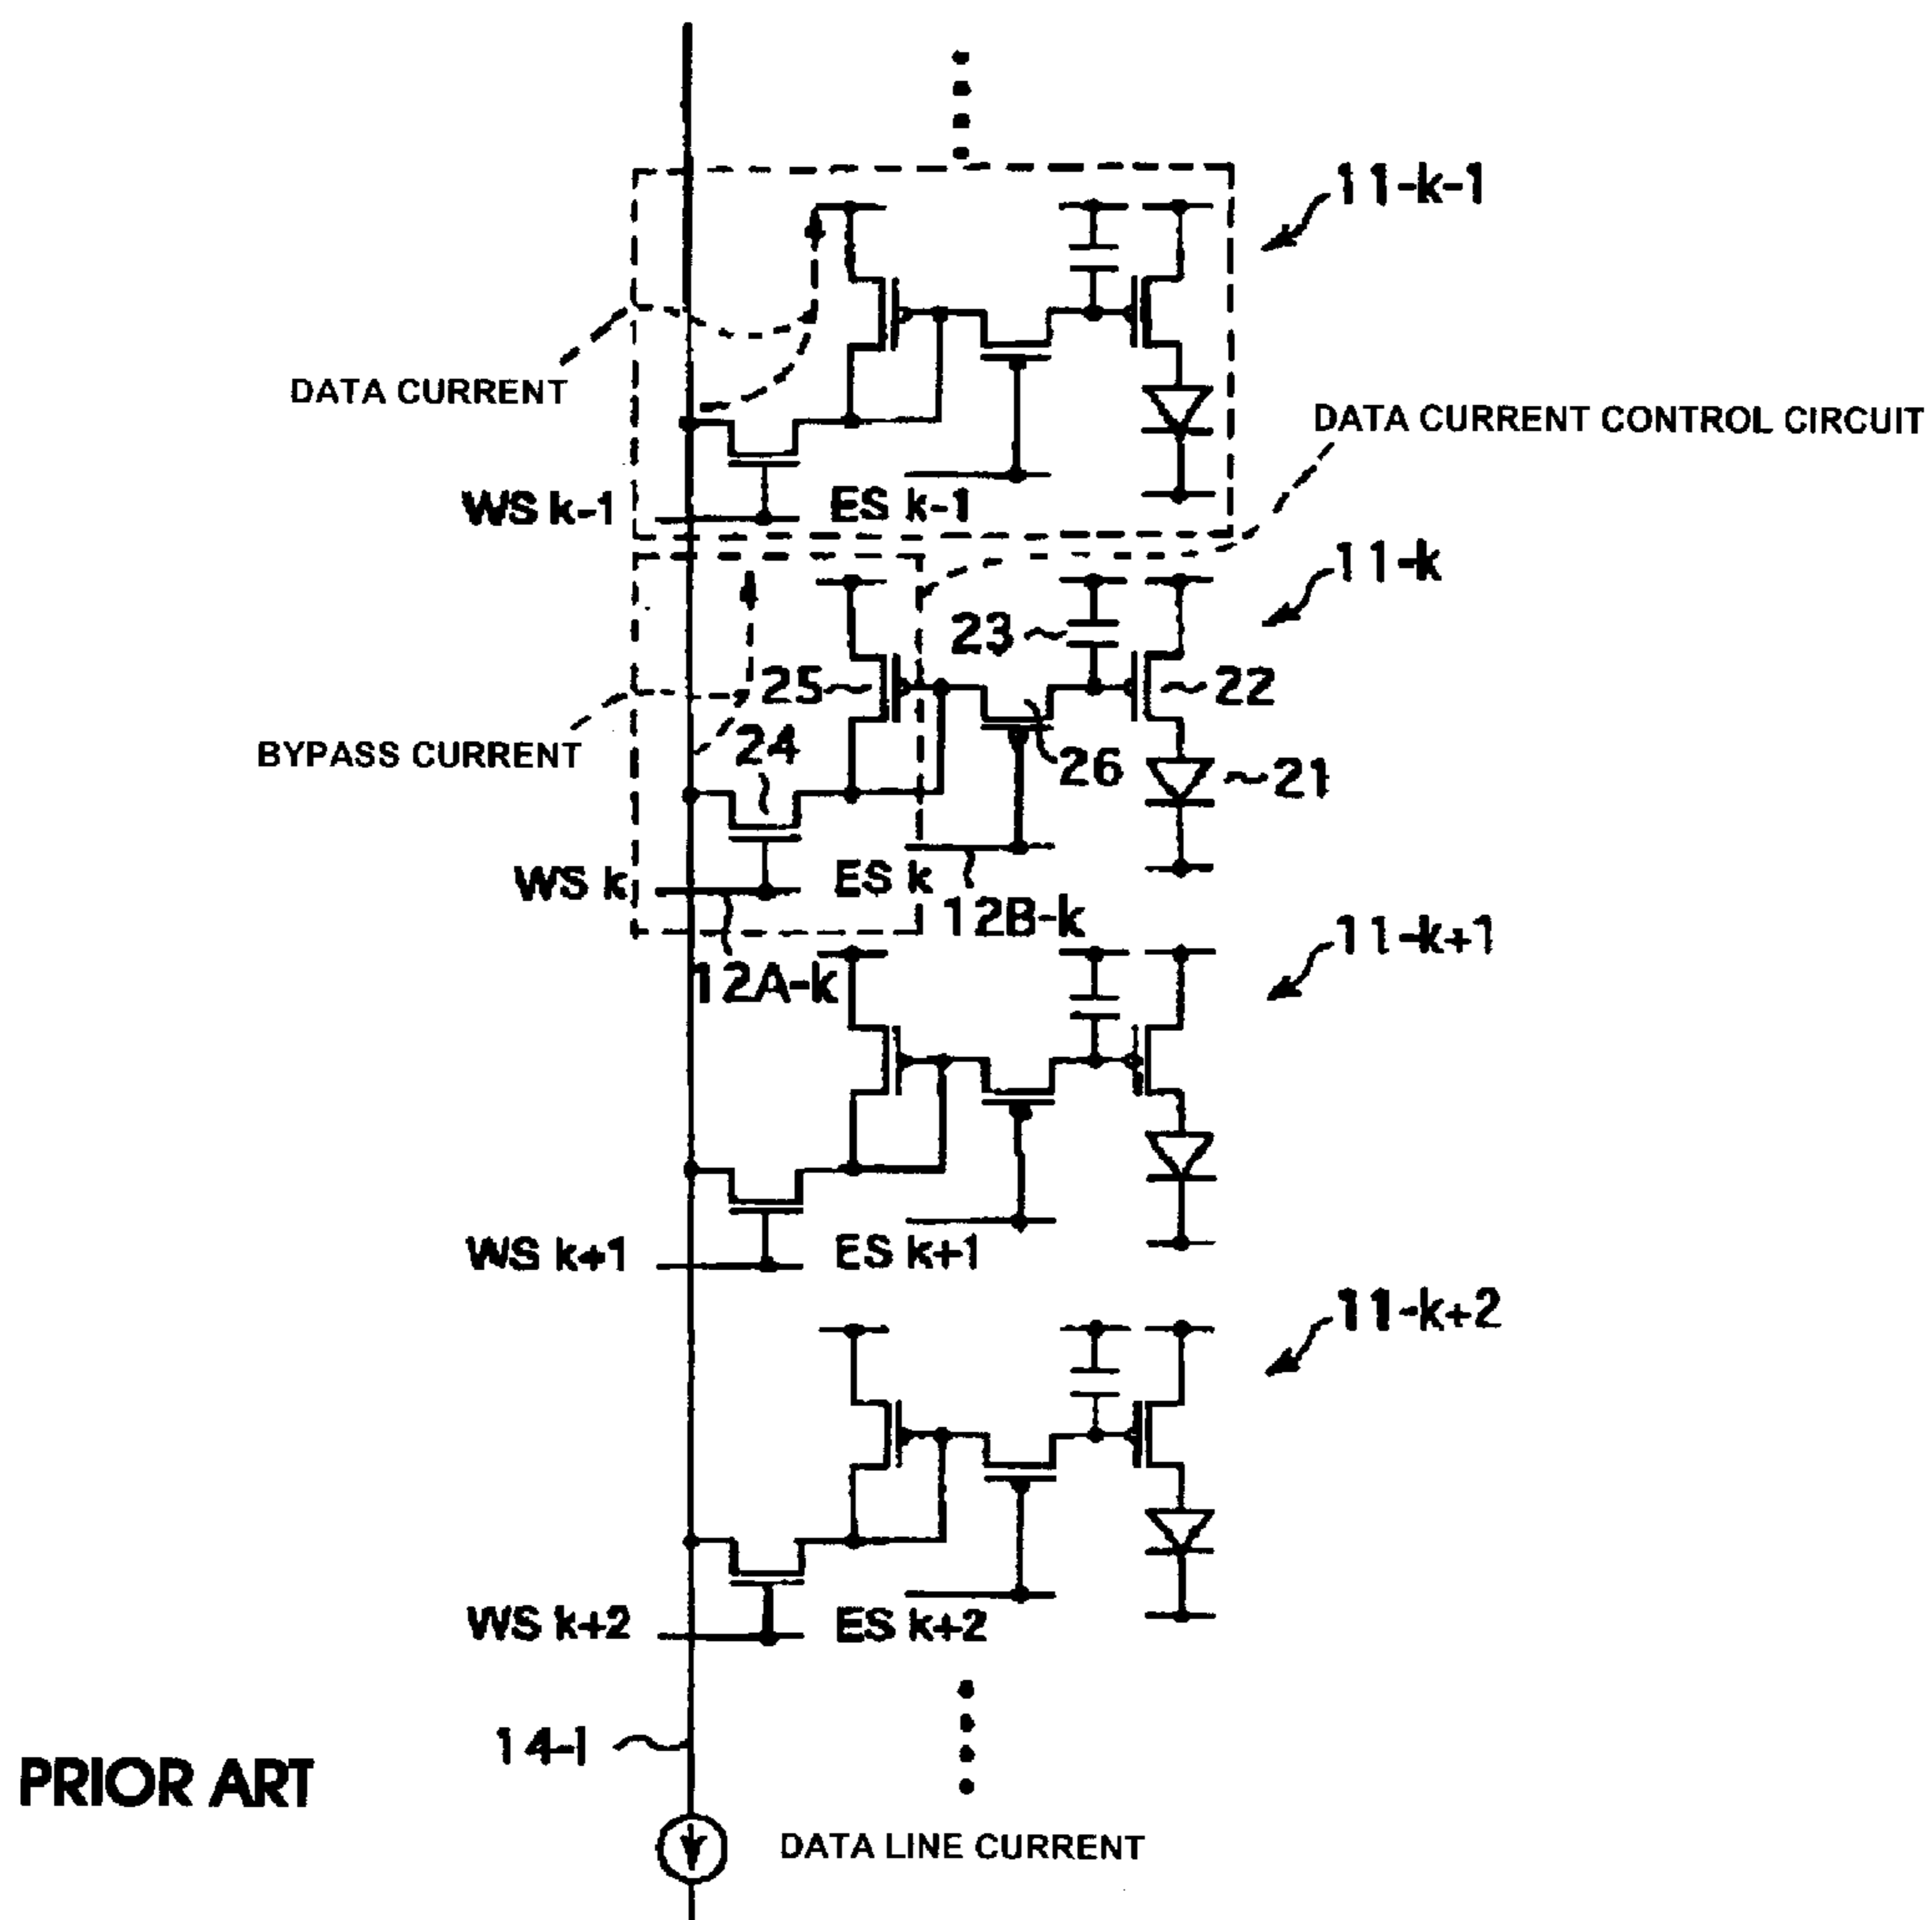 11-k-1
DATA CURRENT
DATA CURRENT CONTROL CIRCUIT
WS k-1
ES k-1
11-k
23
25
22
BYPASS CURRENT
24
26
21
WS k
ES k
12B-k
11-k+1
12A-k
WS k+1
ES k+1
11-k+2
WS k+2
ES k+2
14-1
PRIOR ART
DATA LINE CURRENT